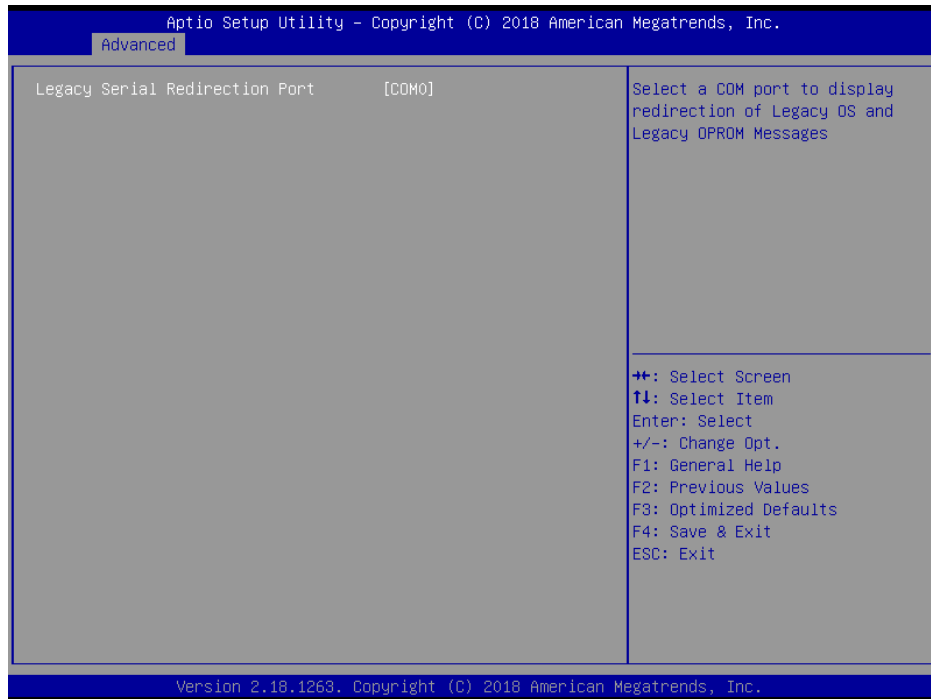 Aptio Setup Utility – Copyright (C) 2018 American Megatrends, Inc.
Advanced
Legacy Serial Redirection Port [COM0]
Select a COM port to display
redirection of Legacy OS and
Legacy OPROM Messages
→←: Select Screen
↑↓: Select Item
Enter: Select
+/-: Change Opt.
F1: General Help
F2: Previous Values
F3: Optimized Defaults
F4: Save & Exit
ESC: Exit
Version 2.18.1263. Copyright (C) 2018 American Megatrends, Inc.